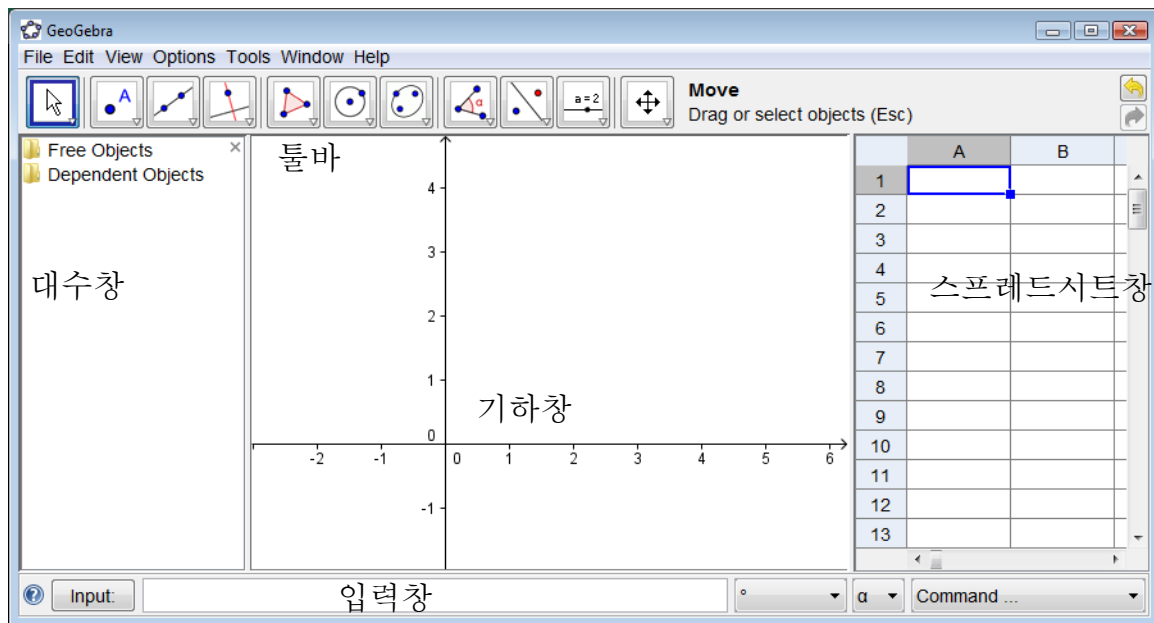 GeoGebra
File Edit View Options Tools Window Help
A
α
a=2
Move
Drag or select objects (Esc)
Free Objects
Dependent Objects
툴바
대수창
4
3
2
1
0
-1
-2 -1 0 1 2 3 4 5 6
기하창
A B
1
2
3
4
5
6
7
8
9
10
11
12
13
스프레드시트창
Input:
입력창
° α Command ...